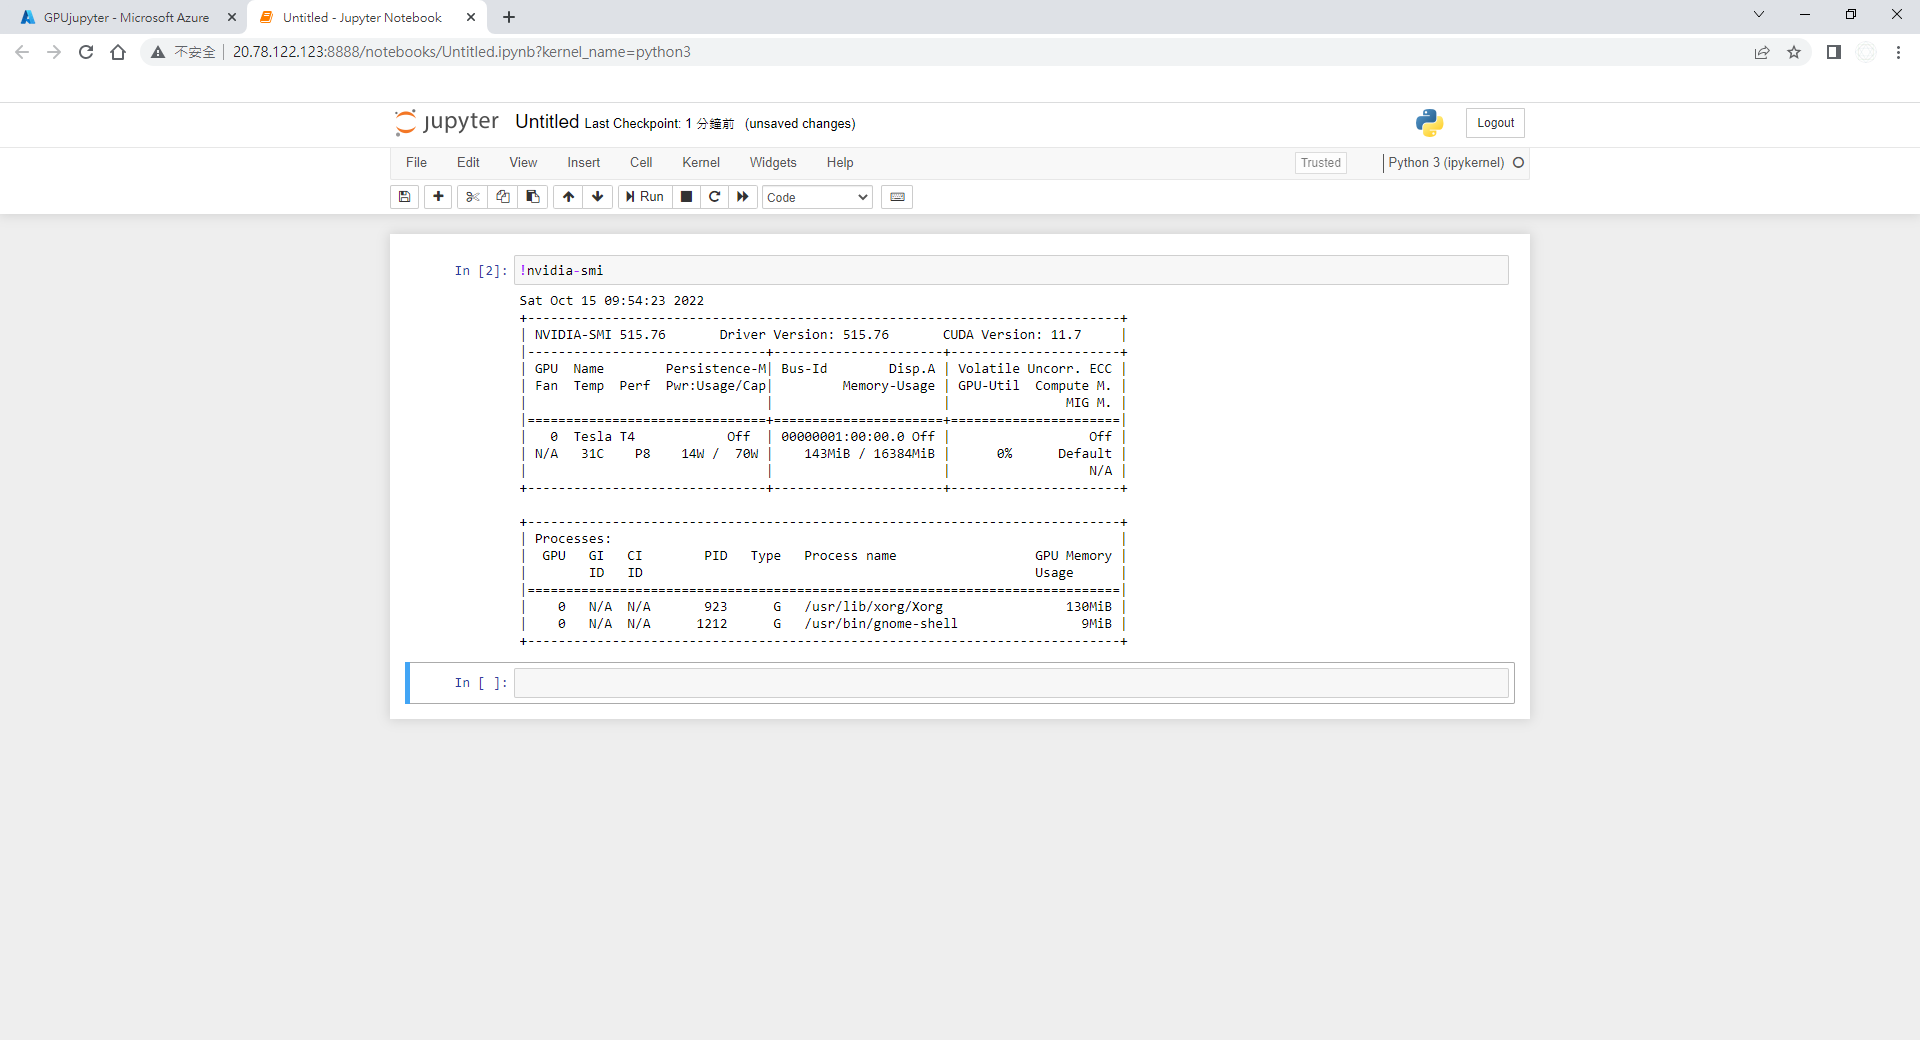 GPUjupyter - Microsoft Azure
Untitled - Jupyter Notebook
不安全
20.78.122.123:8888/notebooks/Untitled.ipynb?kernel_name=python3
jupyter Untitled Last Checkpoint: 1 分鐘前 (unsaved changes)
Logout
File Edit View Insert Cell Kernel Widgets Help
Trusted
Python 3 (ipykernel)
Run
Code
In [2]: !nvidia-smi
Sat Oct 15 09:54:23 2022
+-----------------------------------------------------------------------------+
| NVIDIA-SMI 515.76       Driver Version: 515.76       CUDA Version: 11.7     |
|-------------------------------+----------------------+----------------------+
| GPU  Name        Persistence-M| Bus-Id        Disp.A | Volatile Uncorr. ECC |
| Fan  Temp  Perf  Pwr:Usage/Cap|         Memory-Usage | GPU-Util  Compute M. |
|                               |                      |               MIG M. |
|===============================+======================+======================|
|   0  Tesla T4            Off  | 00000001:00:00.0 Off |                  Off |
| N/A   31C    P8    14W /  70W |    143MiB / 16384MiB |      0%      Default |
|                               |                      |                  N/A |
+-------------------------------+----------------------+----------------------+
+-----------------------------------------------------------------------------+
| Processes:                                                                  |
|  GPU   GI   CI        PID   Type   Process name                  GPU Memory |
|        ID   ID                                                   Usage      |
|=============================================================================|
|    0   N/A  N/A       923      G   /usr/lib/xorg/Xorg                130MiB |
|    0   N/A  N/A      1212      G   /usr/bin/gnome-shell                9MiB |
+-----------------------------------------------------------------------------+
In [ ]: